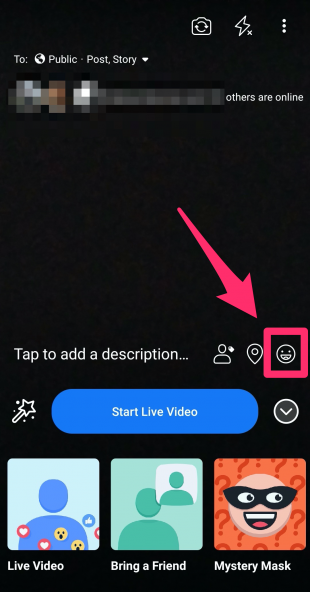 To: Public · Post, Story
others are online
Tap to add a description...
Start Live Video
Live Video
Bring a Friend
Mystery Mask